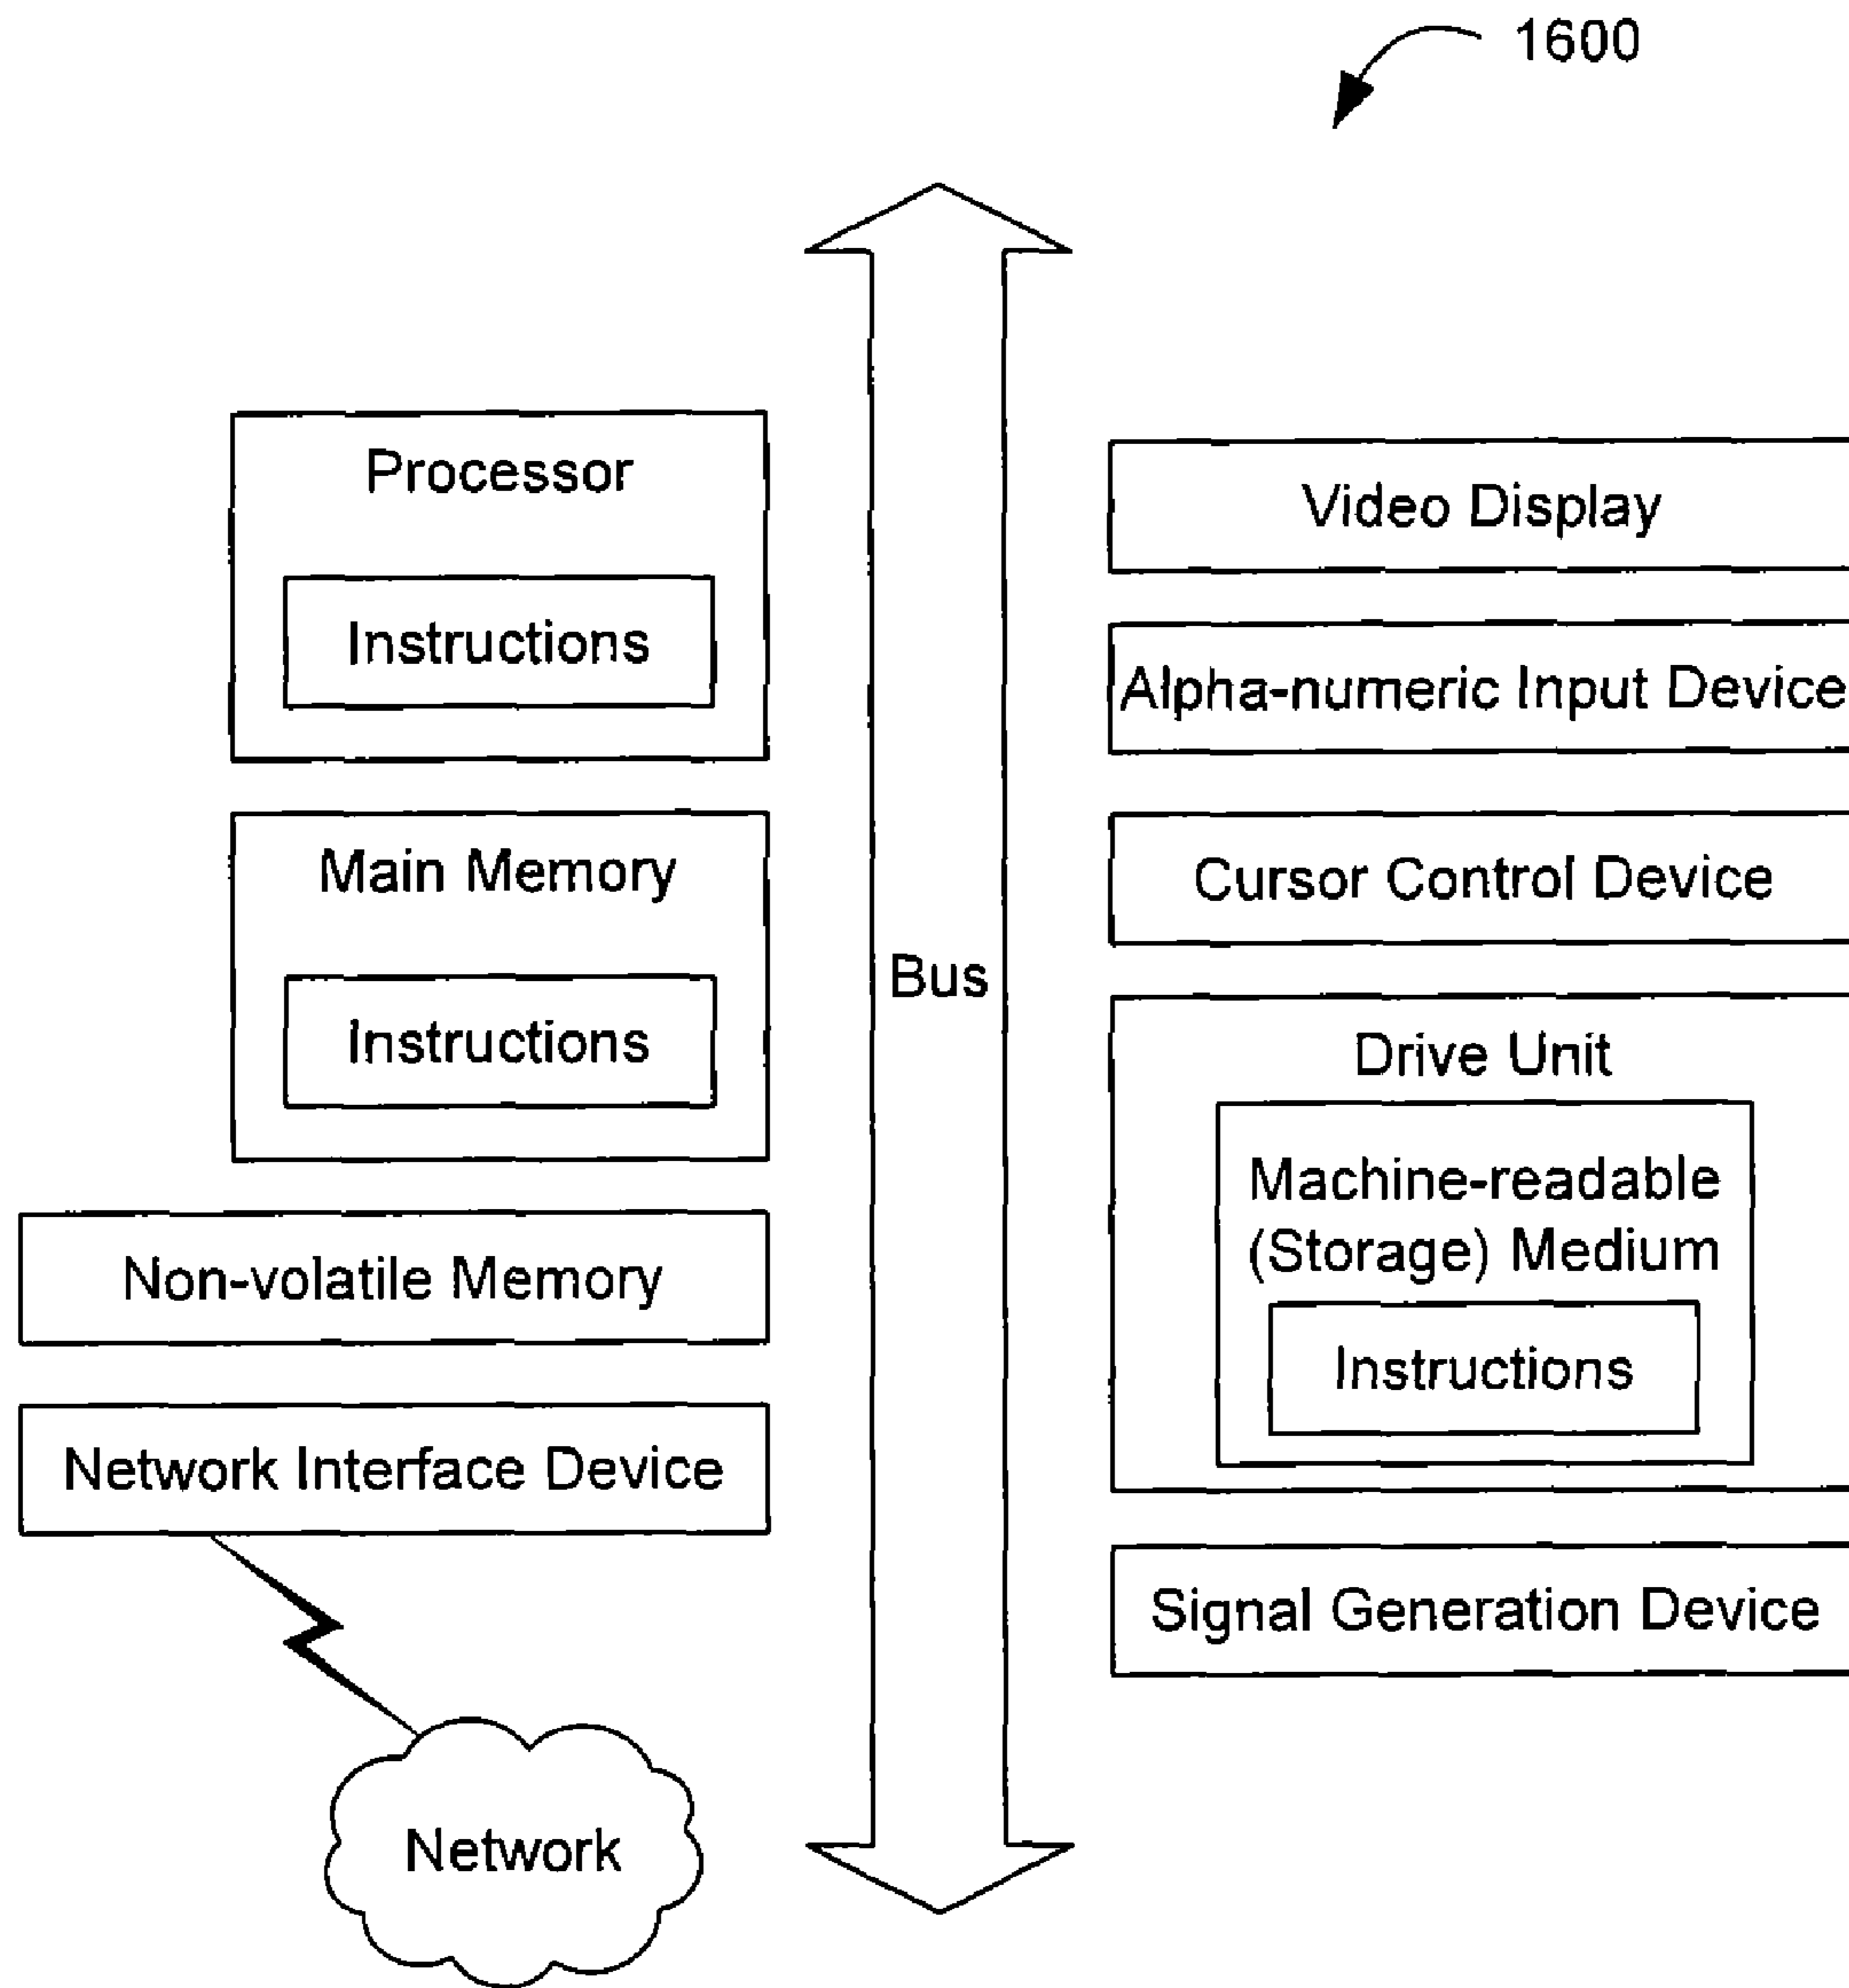 1600
Processor
Instructions
Main Memory
Instructions
Non-volatile Memory
Network Interface Device
Network
Bus
Video Display
Alpha-numeric Input Device
Cursor Control Device
Drive Unit
Machine-readable
(Storage) Medium
Instructions
Signal Generation Device